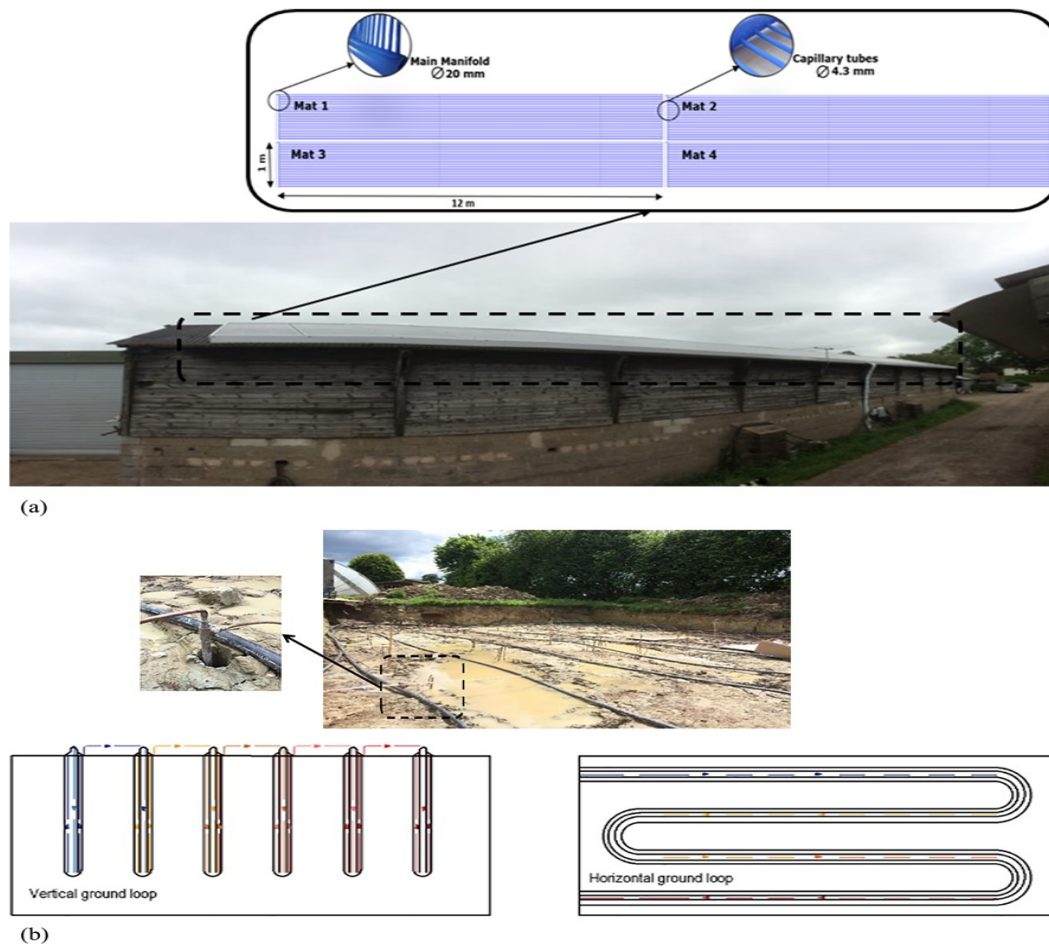 Main Manifold
Ø 20 mm
Capillary tubes
Ø 4.3 mm
Mat 1
Mat 2
Mat 3
Mat 4
1 m
12 m
(a)
Vertical ground loop
Horizontal ground loop
(b)